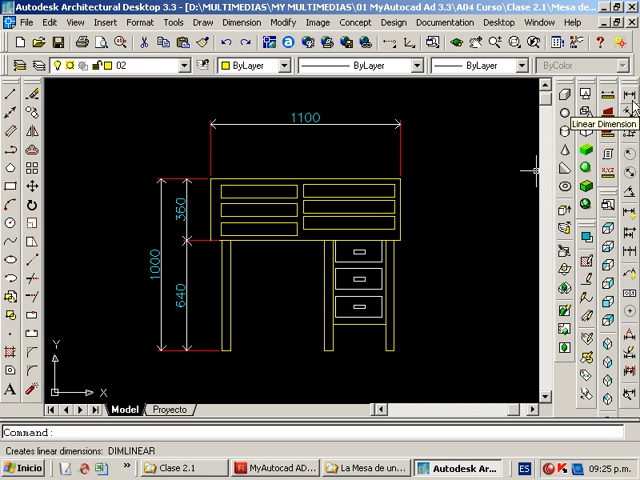 Autodesk Architectural Desktop 3.3 - [D:\MULTIMEDIAS\MY MULTIMEDIAS\01 MyAutocad Ad 3.3\A04 Curso\Clase 2.1\Mesa de...
File Edit View Insert Format Tools Dimension Modify Image Concept Design Documentation Desktop Window Help
02 ByLayer ByLayer ByLayer ByColor
Linear Dimension
1100
360
1000
640
Y
X
Model Proyecto
Command:
Creates linear dimensions: DIMLINEAR
Inicio Clase 2.1 MyAutocad AD... La Mesa de un... Autodesk Ar... ES 09:25 p.m.